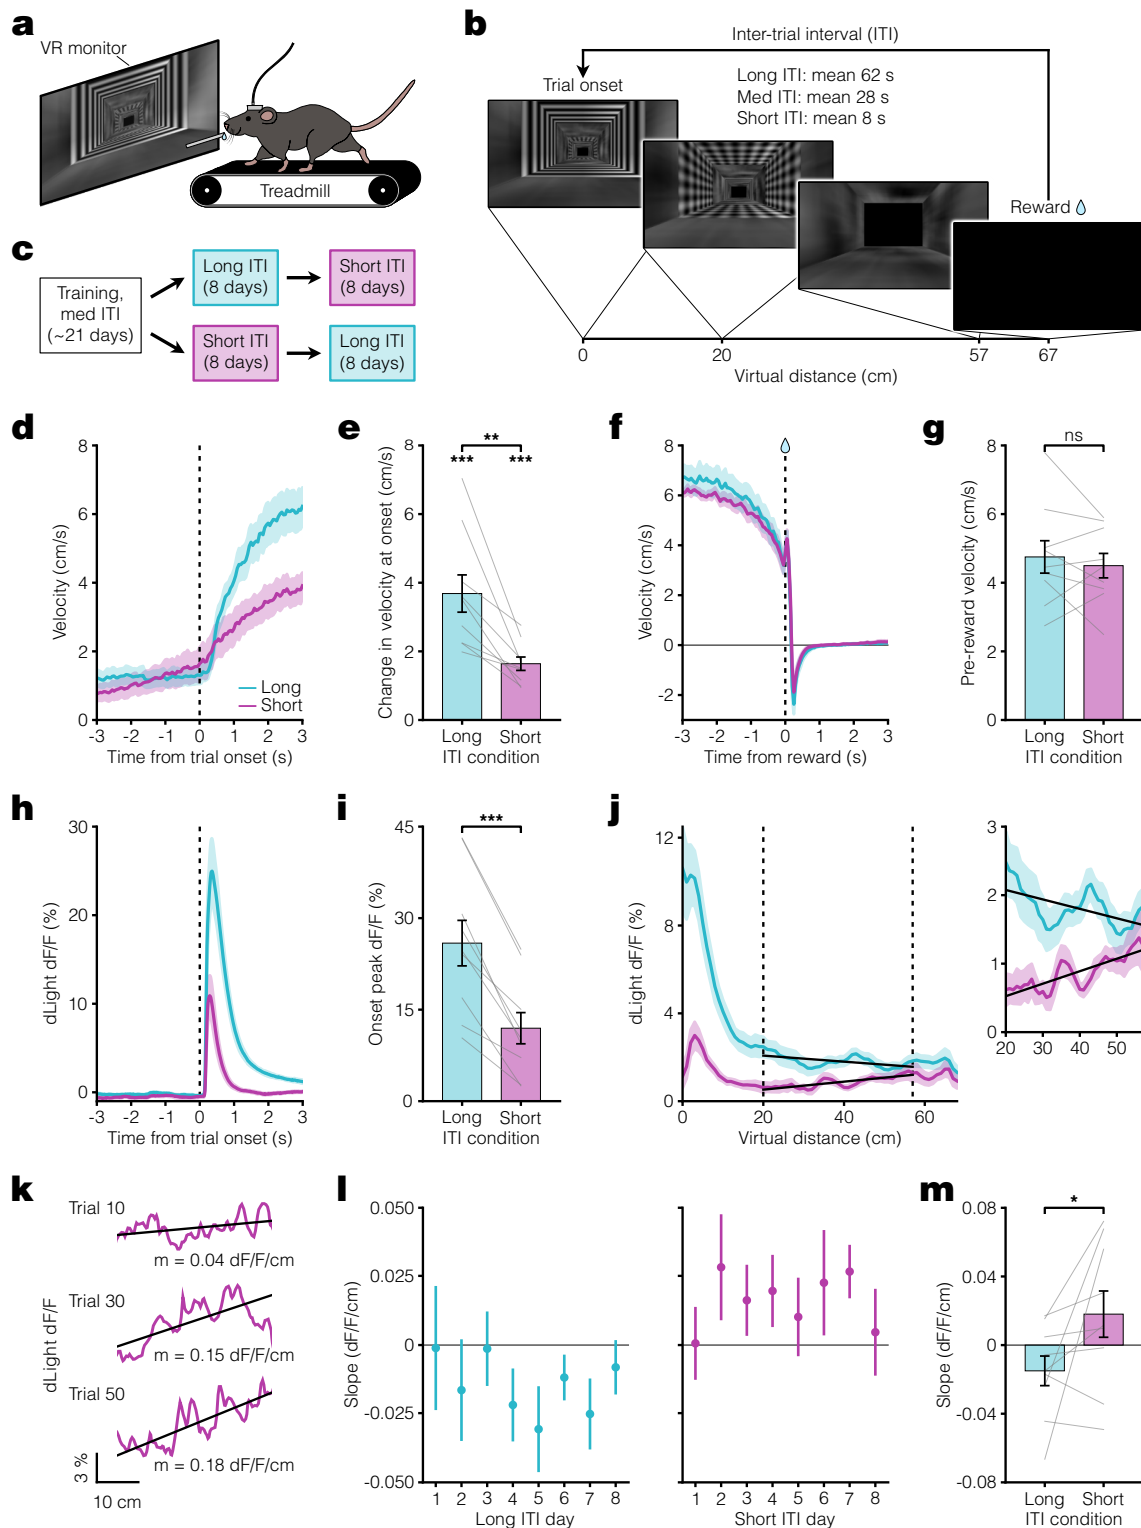 a
VR monitor
Treadmill
b
Inter-trial interval (ITI)
Trial onset
Long ITI: mean 62 s
Med ITI: mean 28 s
Short ITI: mean 8 s
Reward
0
20
57
67
Virtual distance (cm)
c
Training,
med ITI
(~21 days)
Long ITI
(8 days)
Short ITI
(8 days)
Short ITI
(8 days)
Long ITI
(8 days)
d
Velocity (cm/s)
8
6
4
2
0
Long
Short
-3 -2 -1 0 1 2 3
Time from trial onset (s)
e
Change in velocity at onset (cm/s)
8
6
4
2
0
**
*** ***
Long Short
ITI condition
f
Velocity (cm/s)
8
6
4
2
0
-2
-3 -2 -1 0 1 2 3
Time from reward (s)
g
Pre-reward velocity (cm/s)
8
6
4
2
0
ns
Long Short
ITI condition
h
dLight dF/F (%)
30
20
10
0
-3 -2 -1 0 1 2 3
Time from trial onset (s)
i
Onset peak dF/F (%)
45
30
15
0
***
Long Short
ITI condition
j
dLight dF/F (%)
12
8
4
0
0 20 40 60
Virtual distance (cm)
3
2
1
0
20 30 40 50
k
dLight dF/F
Trial 10
m = 0.04 dF/F/cm
Trial 30
m = 0.15 dF/F/cm
Trial 50
m = 0.18 dF/F/cm
3 %
10 cm
l
Slope (dF/F/cm)
0.050
0.025
0
-0.025
-0.050
1 2 3 4 5 6 7 8
Long ITI day
1 2 3 4 5 6 7 8
Short ITI day
m
Slope (dF/F/cm)
0.08
0.04
0
-0.04
-0.08
*
Long Short
ITI condition